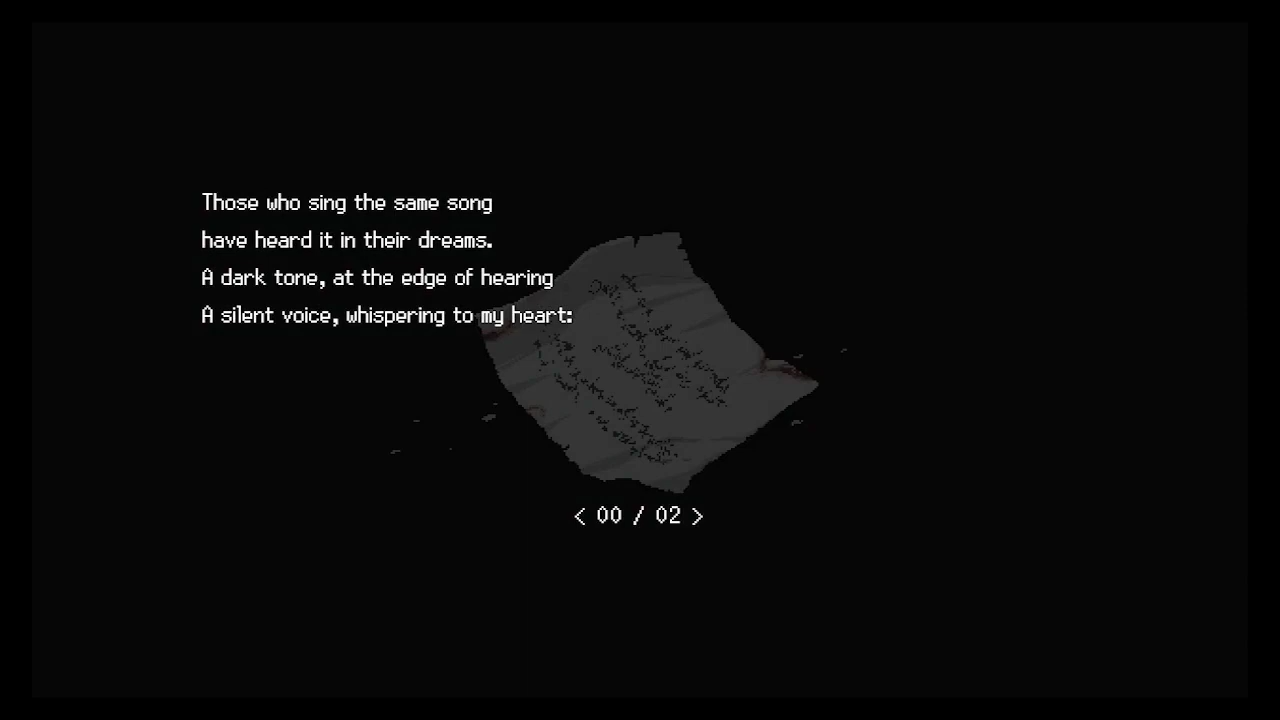 Those who sing the same song
have heard it in their dreams.
A dark tone, at the edge of hearing
A silent voice, whispering to my heart:
< 00 / 02 >